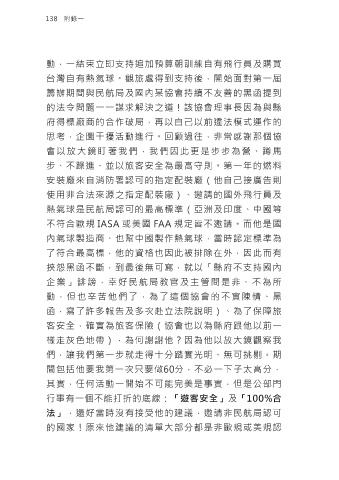 138 附錄一
動，一結束立即支持追加預算朝訓練自有飛行員及購買
台灣自有熱氣球。觀旅處得到支持後，開始面對第一屆
籌辦期間與民航局及國內某協會持續不友善的黑函提到
的法令問題一一謀求解決之道！該協會理事長因為與縣
府得標廠商的合作破局，再以自己以前違法模式運作的
思考，企圖干擾活動進行。回顧過往，非常感謝那個協
會以放大鏡盯著我們，我們因此更是步步為營、蹲馬
步、不躁進，並以旅客安全為最高守則。第一年的燃料
安裝廠來自消防署認可的指定配裝廠（他自己接廣告則
使用非合法來源之指定配裝廠）、邀請的國外飛行員及
熱氣球是民航局認可的最高標準（亞洲及印度、中國等
不符合歐規 IASA 或美國 FAA 規定皆不邀請。而他是國
內氣球製造商，也幫中國製作熱氣球，當時認定標準為
了符合最高標，他的資格也因此被排除在外，因此而有
挾怨黑函不斷，到最後無可寫，就以「縣府不支持國內
企業」誹謗，幸好民航局教官及主管問是非、不為所
動，但也辛苦他們了，為了這個協會的不實陳情、黑
函，寫了許多報告及多次赴立法院說明）、為了保障旅
客安全，確實為旅客保險（協會也以為縣府跟他以前一
樣走灰色地帶），為何謝謝他？因為他以放大鏡觀察我
們，讓我們第一步就走得十分踏實光明、無可挑剔。期
間包括他要我第一次只要做60分，不必一下子太高分，
其實，任何活動一開始不可能完美是事實，但是公部門
行事有一個不能打折的底線：「遊客安全」及「100%合
法」，還好當時沒有接受他的建議，邀請非民航局認可
的國家！原來他建議的清單大部分都是非歐規或美規認